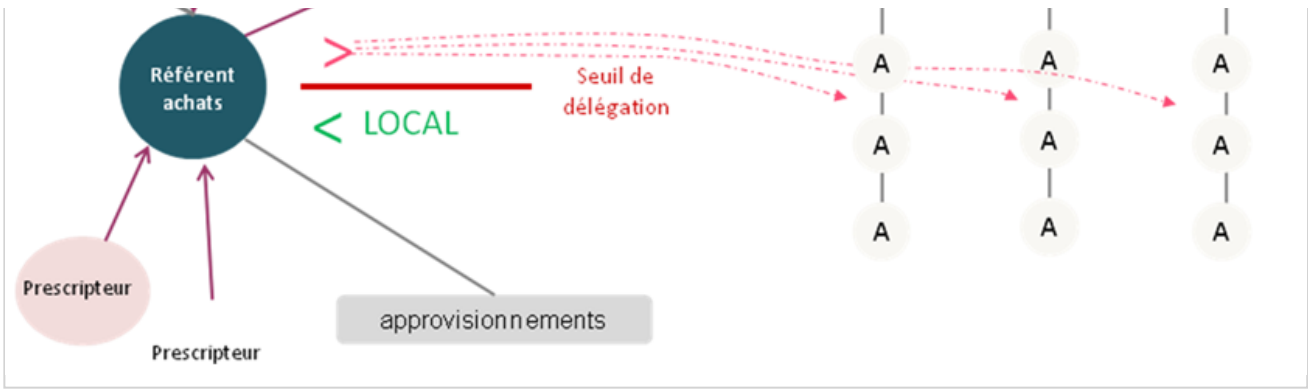 >
A A A
Référent
achats
Seuil de
délégation
< LOCAL
A A A
A A A
Prescripteur
approvisionnements
Prescripteur